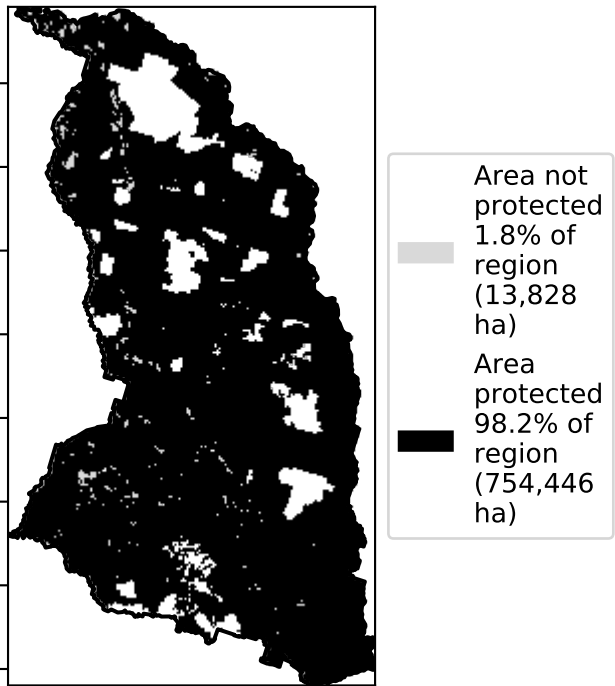 Area not
protected
1.8% of
region
(13,828
ha)
Area
protected
98.2% of
region
(754,446
ha)